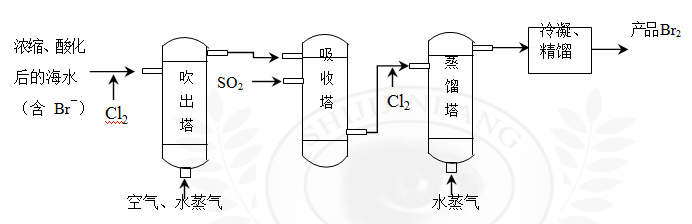 浓缩、酸化
后的海水
（含 Br⁻）
Cl₂
吹出塔
空气、水蒸气
SO₂
吸收塔
Cl₂
蒸馏塔
水蒸气
冷凝、
精馏
产品Br₂
SHIJIHUANG